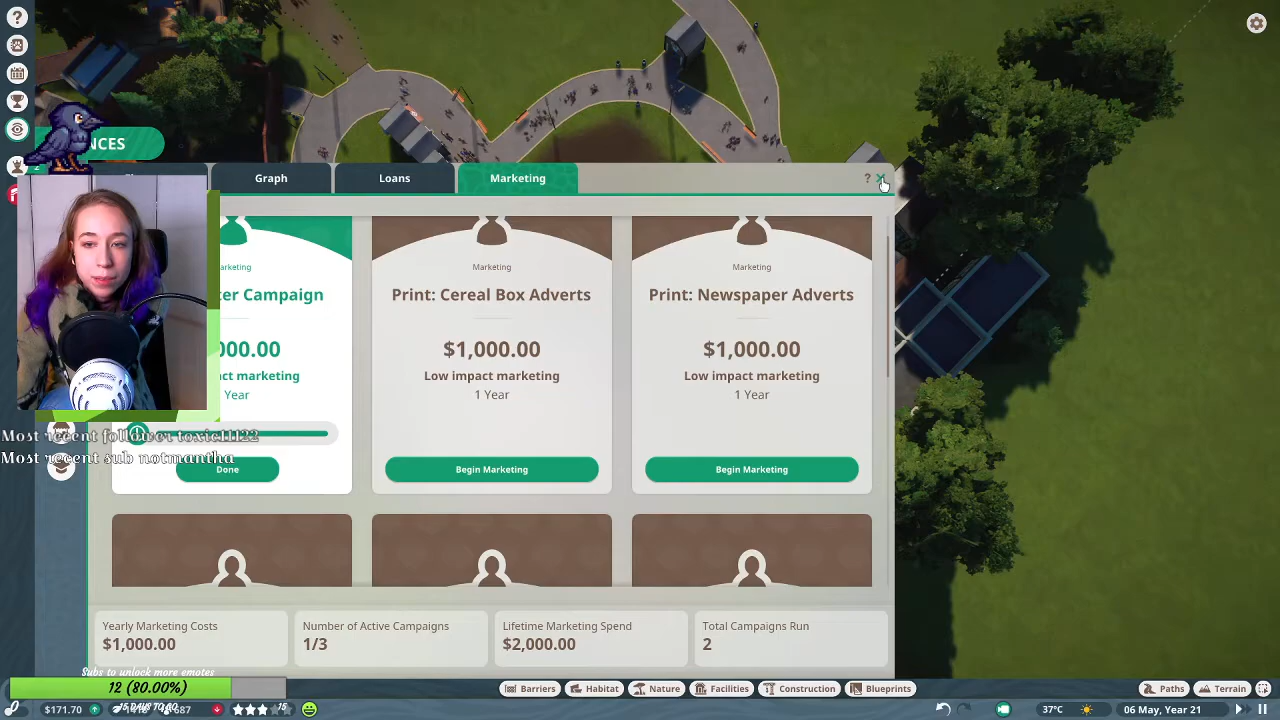 NCES
Graph
Loans
Marketing
?
arketing
Marketing
Marketing
ter Campaign
Print: Cereal Box Adverts
Print: Newspaper Adverts
000.00
$1,000.00
$1,000.00
ct marketing
Low impact marketing
Low impact marketing
Year
1 Year
1 Year
Most recent follower toxic11122
Most recent sub notmantha
Done
Begin Marketing
Begin Marketing
Yearly Marketing Costs
$1,000.00
Number of Active Campaigns
1/3
Lifetime Marketing Spend
$2,000.00
Total Campaigns Run
2
Subs to unlock more emotes
12 (80.00%)
15
Barriers
Habitat
Nature
Facilities
Construction
Blueprints
Paths
Terrain
$171.70
687
37°C
06 May, Year 21